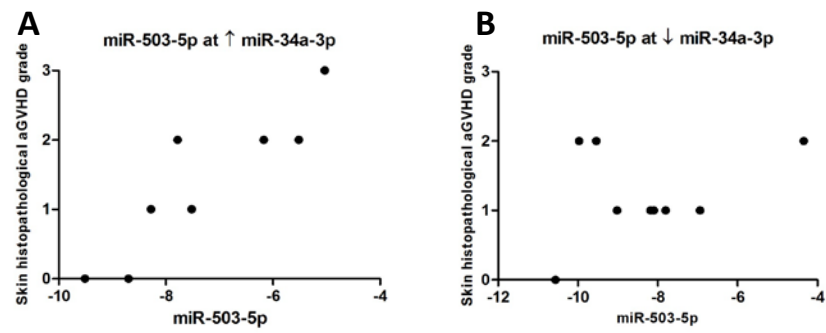 A
miR-503-5p at ↑ miR-34a-3p
Skin histopathological aGVHD grade
3
2
1
0
-10 -8 -6 -4
miR-503-5p
B
miR-503-5p at ↓ miR-34a-3p
Skin histopathological aGVHD grade
3
2
1
0
-12 -10 -8 -6 -4
miR-503-5p